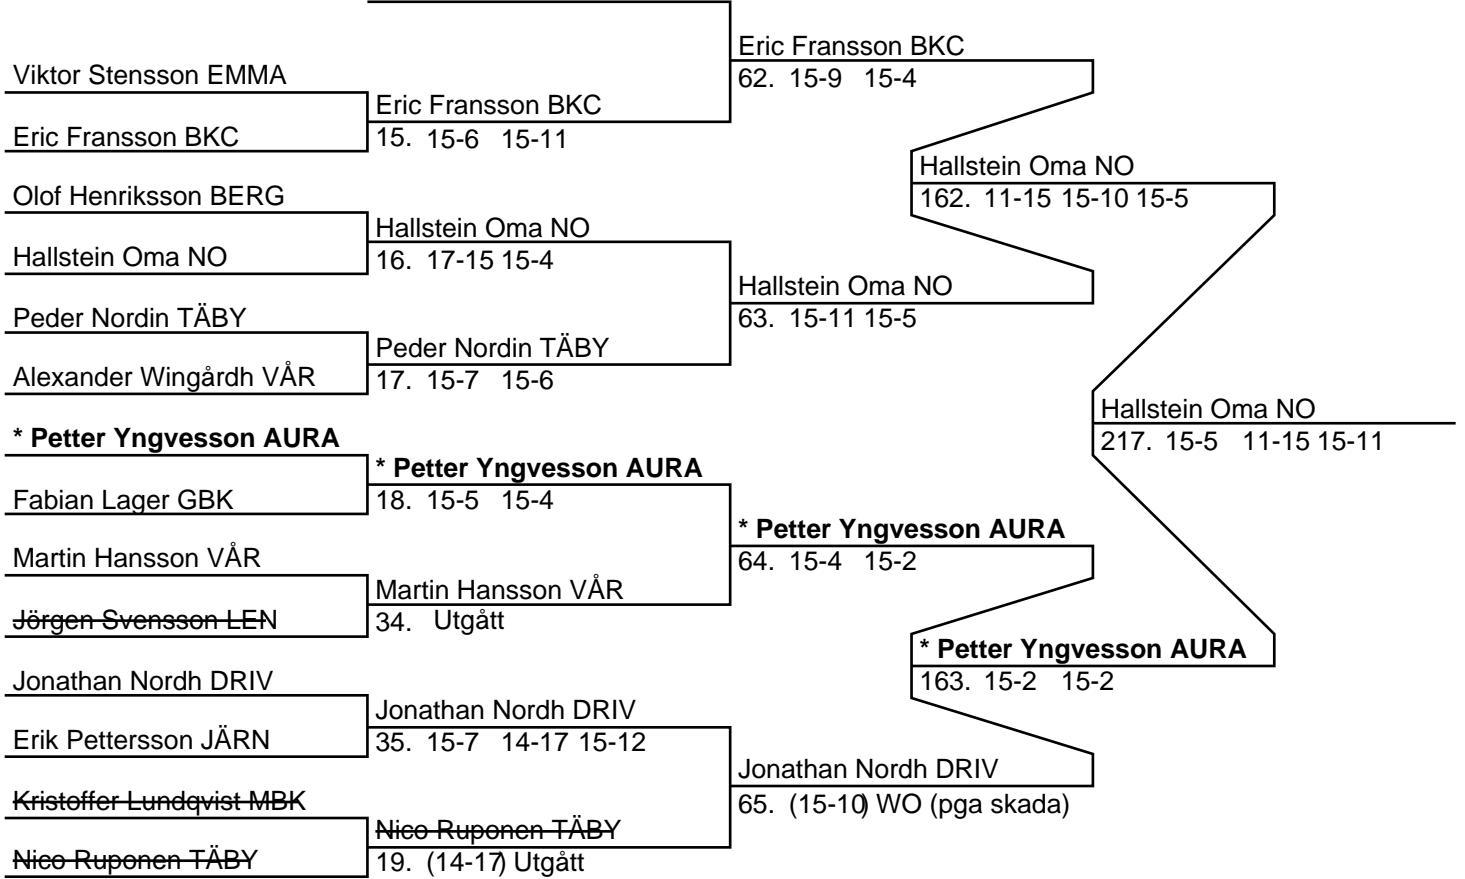 Viktor Stensson EMMA
Eric Fransson BKC
Olof Henriksson BERG
Hallstein Oma NO
Peder Nordin TÄBY
Alexander Wingårdh VÅR
* Petter Yngvesson AURA
Fabian Lager GBK
Martin Hansson VÅR
Jörgen Svensson LEN
Jonathan Nordh DRIV
Erik Pettersson JÄRN
Kristoffer Lundqvist MBK
Nico Ruponen TÄBY
Eric Fransson BKC
15. 15-6 15-11
Hallstein Oma NO
16. 17-15 15-4
Peder Nordin TÄBY
17. 15-7 15-6
* Petter Yngvesson AURA
18. 15-5 15-4
Martin Hansson VÅR
34. Utgått
Jonathan Nordh DRIV
35. 15-7 14-17 15-12
Nico Ruponen TÄBY
19. (14-17) Utgått
Eric Fransson BKC
62. 15-9 15-4
Hallstein Oma NO
63. 15-11 15-5
* Petter Yngvesson AURA
64. 15-4 15-2
Jonathan Nordh DRIV
65. (15-10) WO (pga skada)
Hallstein Oma NO
162. 11-15 15-10 15-5
* Petter Yngvesson AURA
163. 15-2 15-2
Hallstein Oma NO
217. 15-5 11-15 15-11